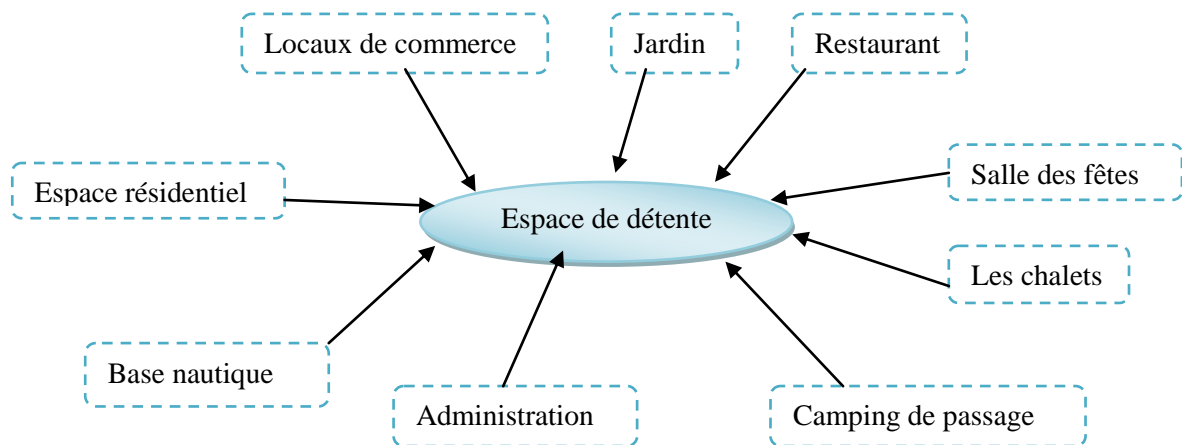 Locaux de commerce
Jardin
Restaurant
Salle des fêtes
Espace résidentiel
Espace de détente
Les chalets
Base nautique
Administration
Camping de passage